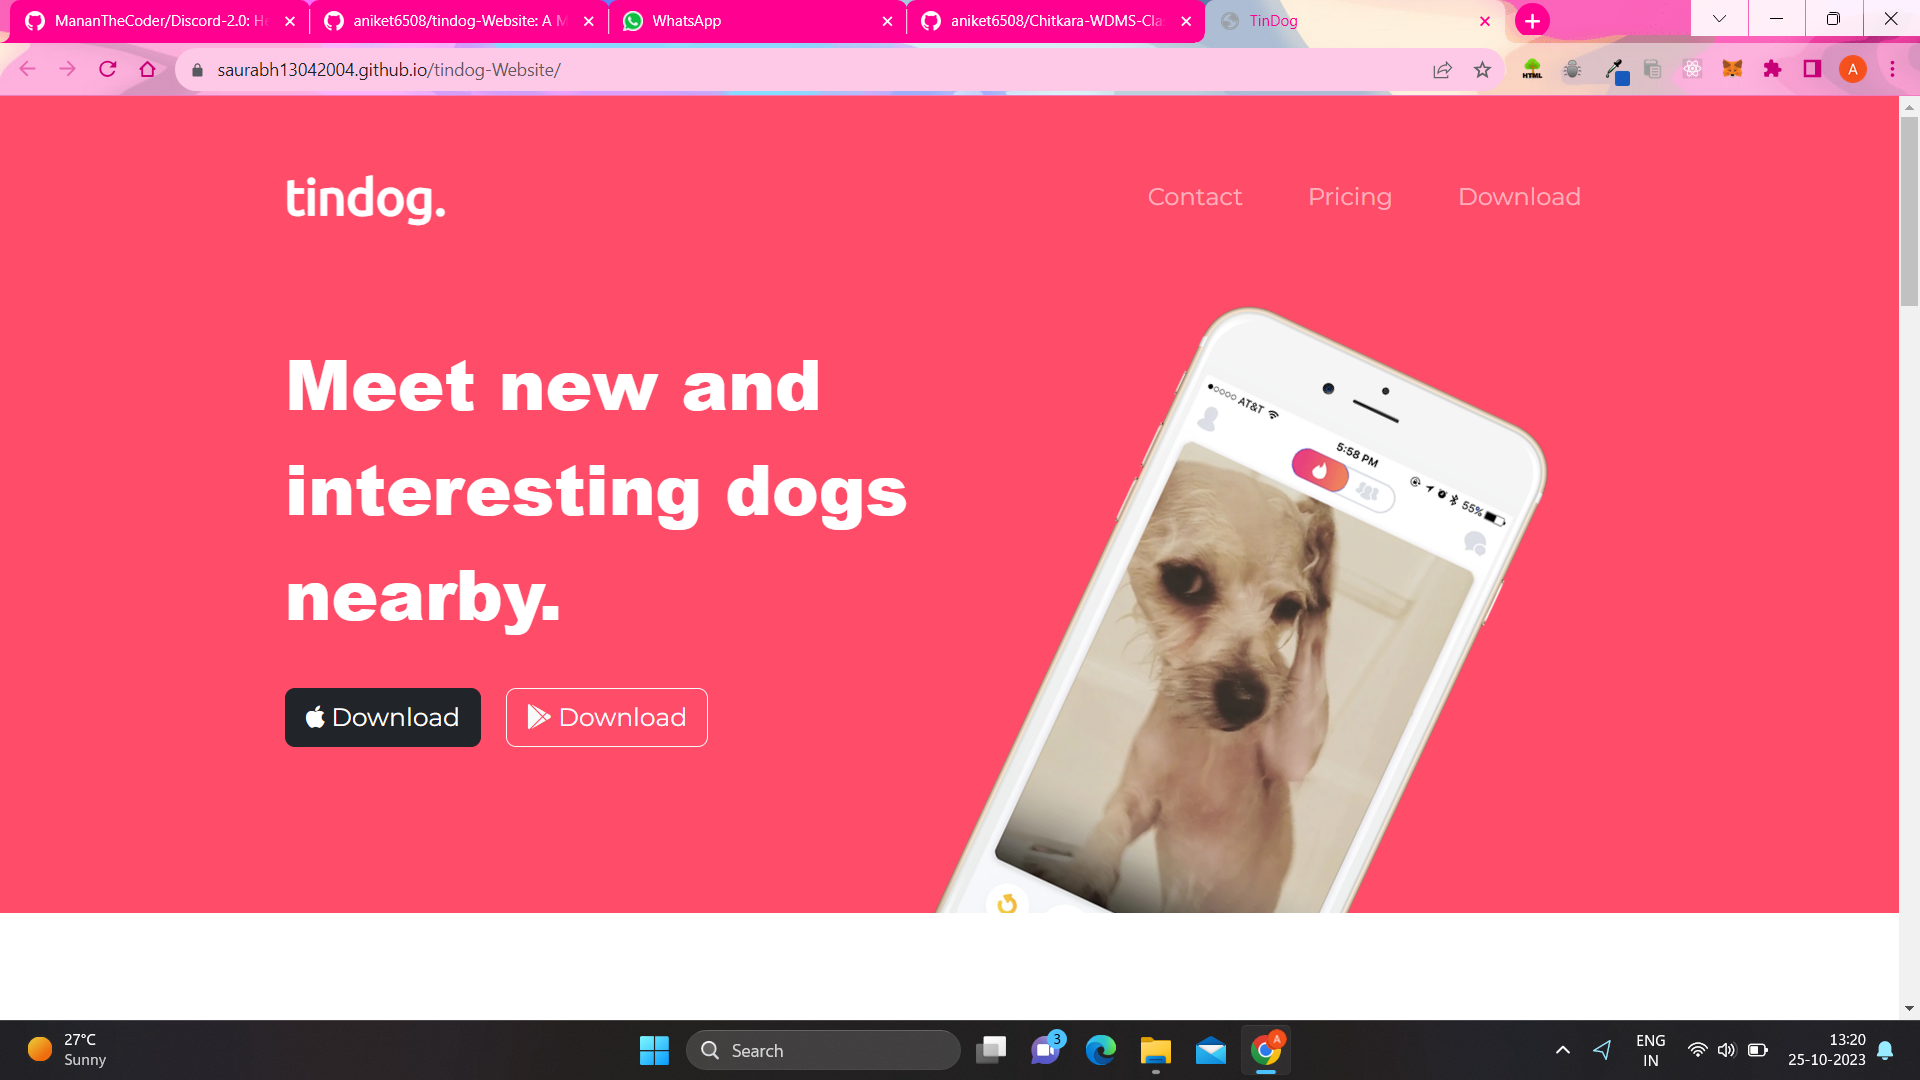 MananTheCoder/Discord-2.0: He
aniket6508/tindog-Website: A M
WhatsApp
aniket6508/Chitkara-WDMS-Cla
TinDog
saurabh13042004.github.io/tindog-Website/
HTML
A
tindog.
Contact
Pricing
Download
Meet new and
interesting dogs
nearby.
Download
Download
AT&T
5:58 PM
55%
27°C
Sunny
Search
3
A
ENG
IN
13:20
25-10-2023